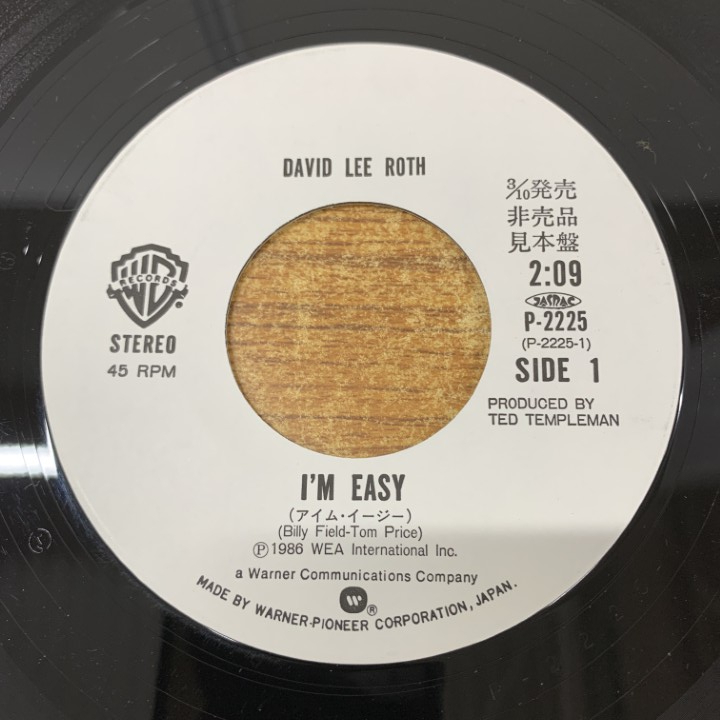 DAVID LEE ROTH
3/10発売
非売品
見本盤
2:09
JASRAC
P-2225
(P-2225-1)
SIDE 1
PRODUCED BY
TED TEMPLEMAN
WB
RECORDS
STEREO
45 RPM
I'M EASY
(アイム・イージー)
(Billy Field-Tom Price)
Ⓟ1986 WEA International Inc.
a Warner Communications Company
®
MADE BY WARNER-PIONEER CORPORATION, JAPAN.